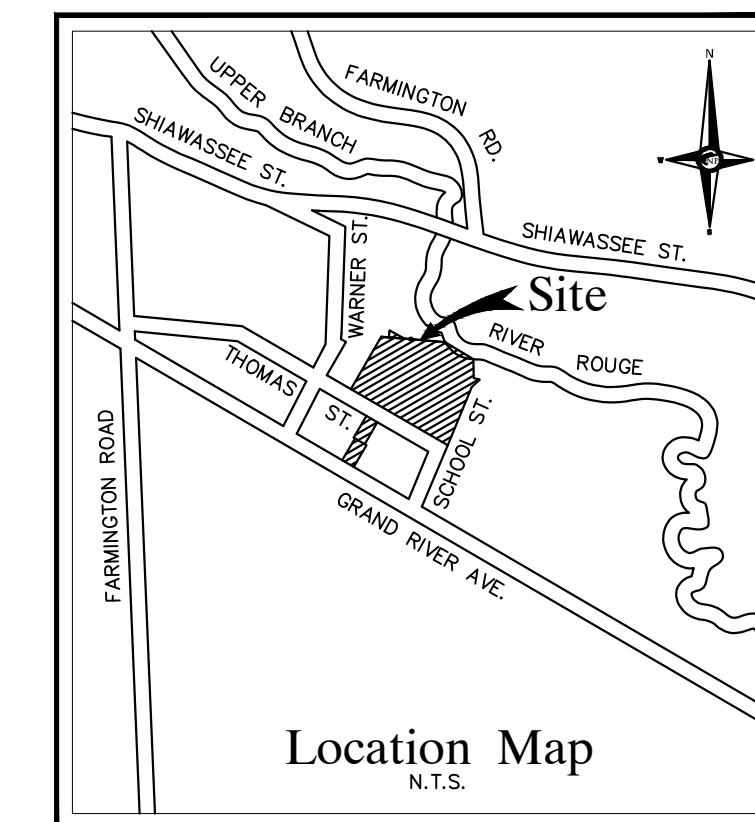 N
FARMINGTON RD.
UPPER BRANCH
SHIAWASSEE ST.
W
NF
S
SHIAWASSEE ST.
WARNER ST.
Site
RIVER ROUGE
THOMAS ST.
SCHOOL ST.
FARMINGTON ROAD
GRAND RIVER AVE.
Location Map
N.T.S.